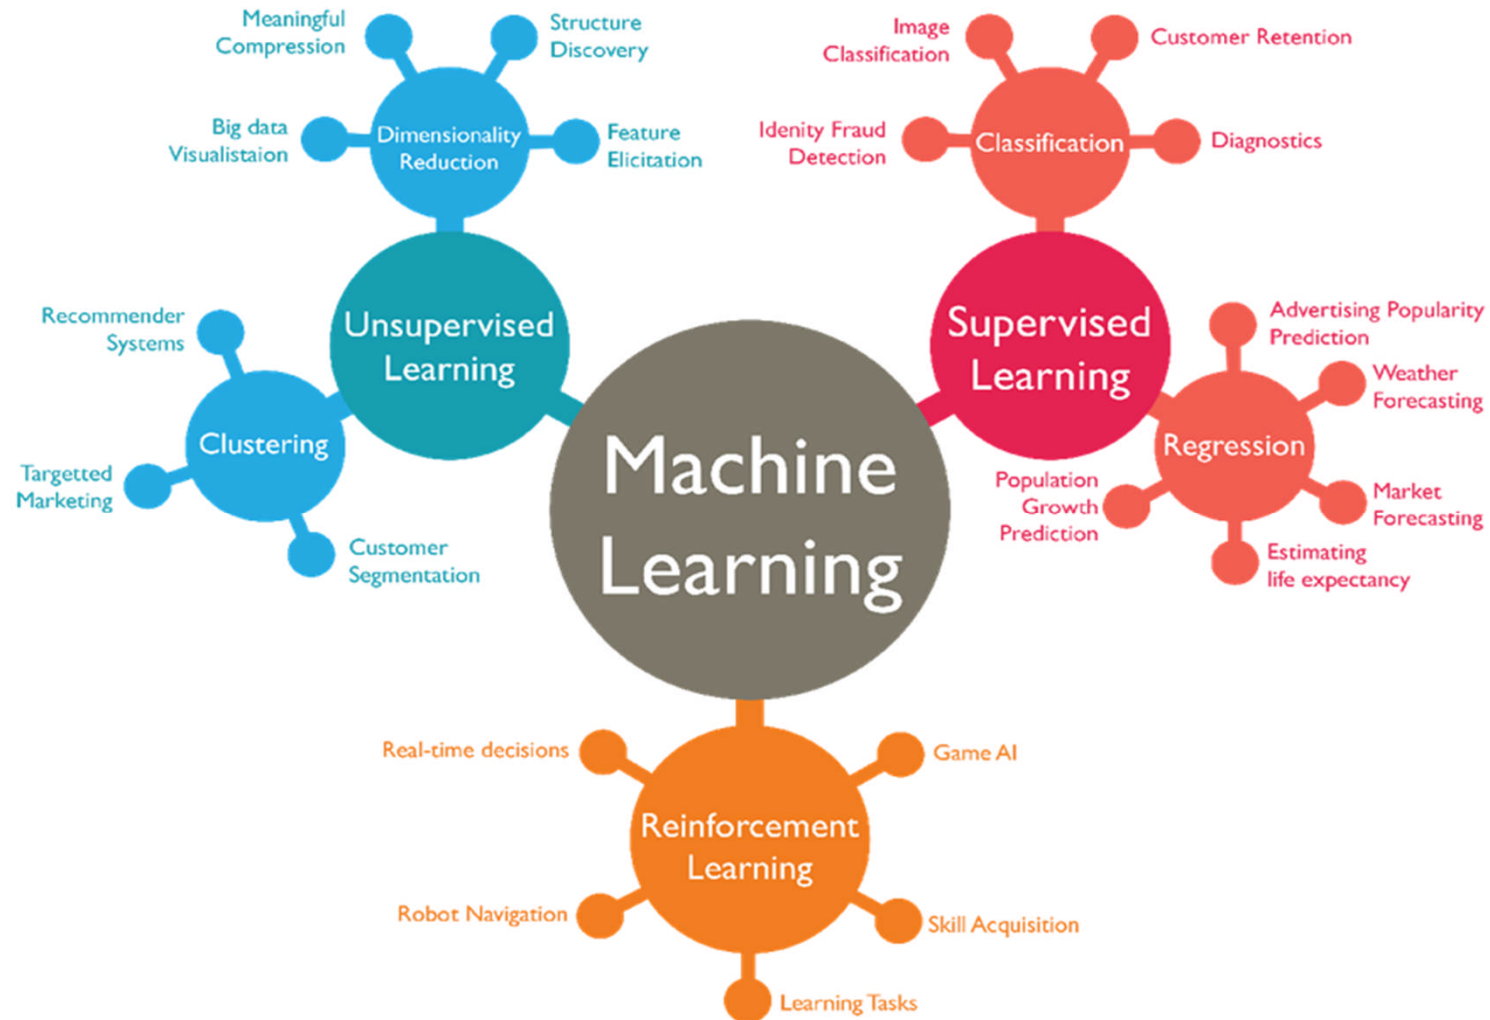 Meaningful
Compression
Structure
Discovery
Big data
Visualistaion
Dimensionality
Reduction
Feature
Elicitation
Image
Classification
Customer Retention
Idenity Fraud
Detection
Classification
Diagnostics
Unsupervised
Learning
Recommender
Systems
Clustering
Targetted
Marketing
Customer
Segmentation
Supervised
Learning
Advertising Popularity
Prediction
Weather
Forecasting
Regression
Population
Growth
Prediction
Market
Forecasting
Estimating
life expectancy
Machine
Learning
Real-time decisions
Game AI
Reinforcement
Learning
Robot Navigation
Skill Acquisition
Learning Tasks